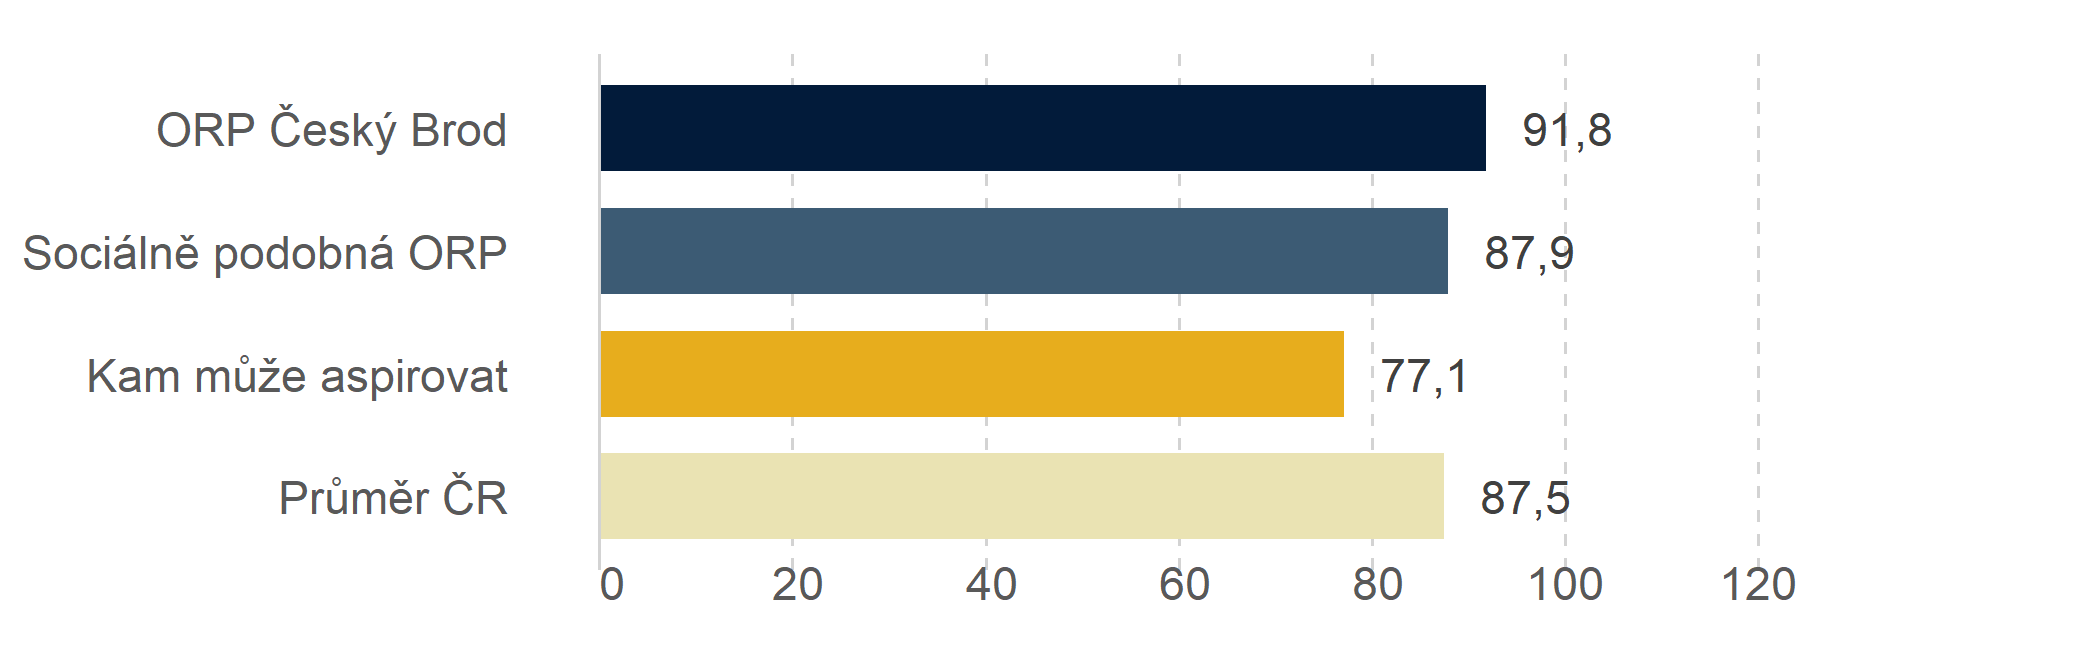 ORP Český Brod 91,8
Sociálně podobná ORP 87,9
Kam může aspirovat 77,1
Průměr ČR 87,5
0 20 40 60 80 100 120